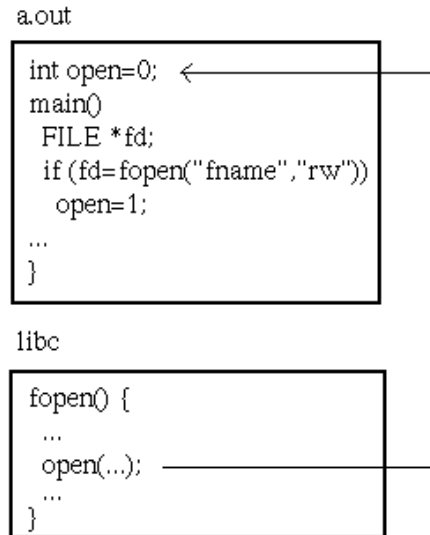 a.out
int open=0;
main()
FILE *fd;
if (fd=fopen("fname","rw"))
open=1;
...
}
libc
fopen() {
...
open(...);
...
}